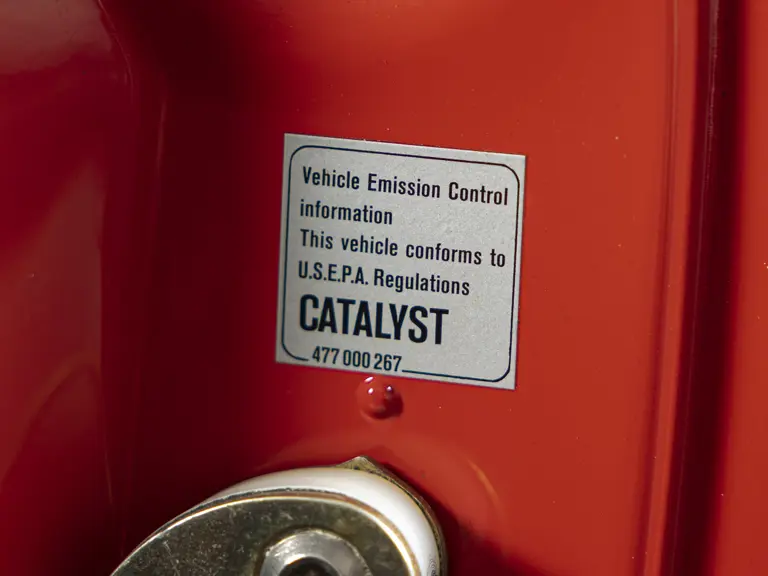 Vehicle Emission Control
information
This vehicle conforms to
U.S.E.P.A. Regulations
CATALYST
477 000 267